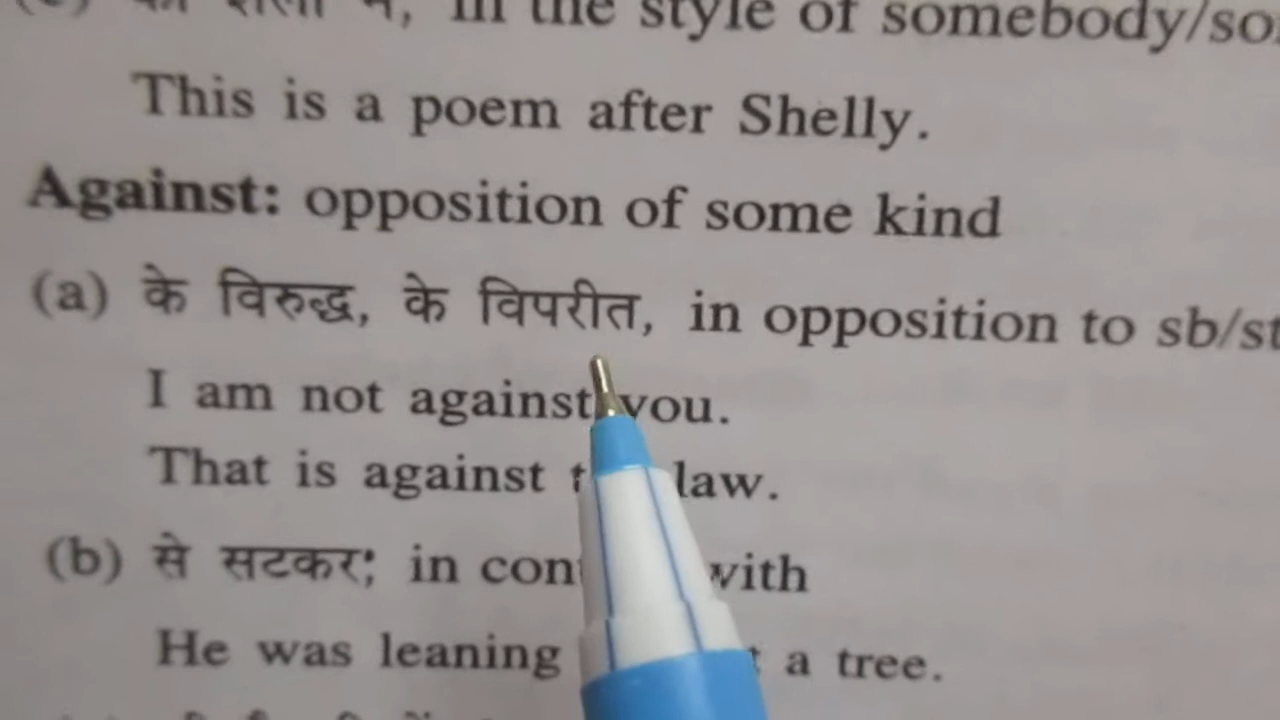 in the style of somebody/so
This is a poem after Shelly.
Against: opposition of some kind
(a) के विरुद्ध, के विपरीत, in opposition to sb/st
I am not against you.
That is against law.
(b) से सटकर; in con with
He was leaning a tree.